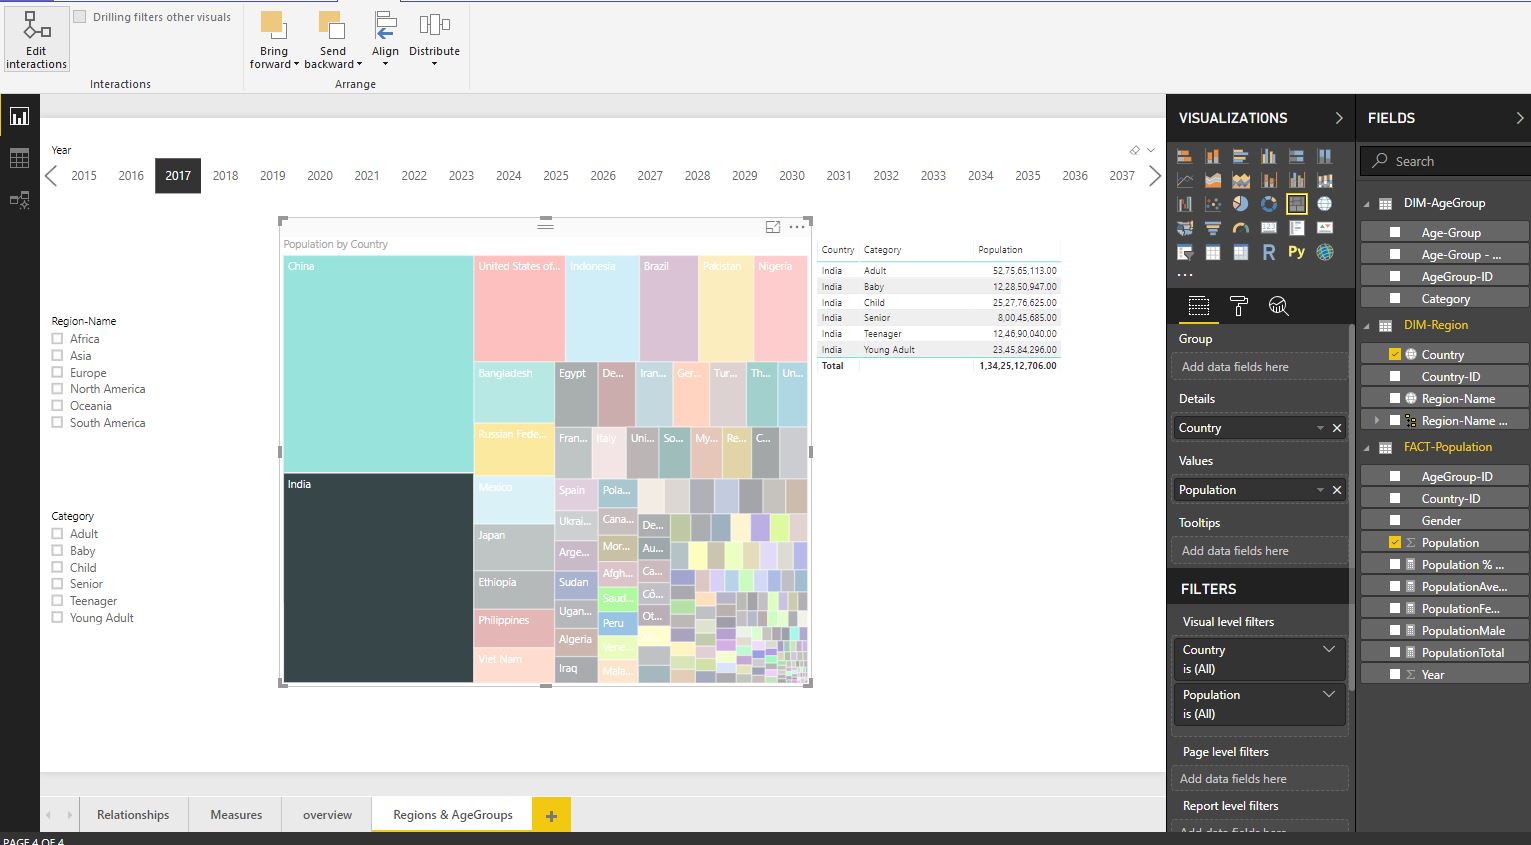 Edit
interactions
Drilling filters other visuals
Interactions
Bring
forward
Send
backward
Align
Distribute
Arrange
Year
2015 2016 2017 2018 2019 2020 2021 2022 2023 2024 2025 2026 2027 2028 2029 2030 2031 2032 2033 2034 2035 2036 2037
Region-Name
Africa
Asia
Europe
North America
Oceania
South America
Category
Adult
Baby
Child
Senior
Teenager
Young Adult
Population by Country
China
India
United States of...
Indonesia
Brazil
Pakistan
Nigeria
Bangladesh
Egypt
De...
Iran...
Ger...
Tur...
Th...
Un...
Russian Fede...
Fran...
Italy
Uni...
So...
My...
Re...
C...
Mexico
Spain
Pola...
Japan
Ukrai...
Cana...
De...
Arge...
Mor...
Au...
Ethiopia
Sudan
Afgh...
Ca...
Ugan...
Saud...
Cô...
Philippines
Algeria
Peru
Ot...
Viet Nam
Iraq
Vene...
Mala...
Country Category Population
India Adult 52,75,65,113.00
India Baby 12,28,50,947.00
India Child 25,27,76,625.00
India Senior 8,00,45,685.00
India Teenager 12,46,90,040.00
India Young Adult 23,45,84,296.00
Total 1,34,25,12,706.00
VISUALIZATIONS
R
Py
...
Group
Add data fields here
Details
Country
Values
Population
Tooltips
Add data fields here
FILTERS
Visual level filters
Country
is (All)
Population
is (All)
Page level filters
Add data fields here
Report level filters
Add data fields here
FIELDS
Search
DIM-AgeGroup
Age-Group
Age-Group - ...
AgeGroup-ID
Category
DIM-Region
Country
Country-ID
Region-Name
Region-Name ...
FACT-Population
AgeGroup-ID
Country-ID
Gender
Population
Population % ...
PopulationAve...
PopulationFe...
PopulationMale
PopulationTotal
Year
Relationships
Measures
overview
Regions & AgeGroups
PAGE 4 OF 4